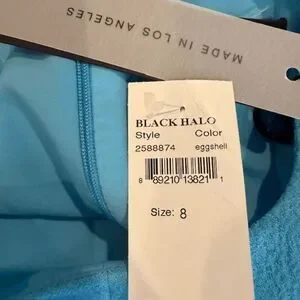 MADE IN LOS ANGELES
BLACK HALO
Style Color
2588874 eggshell
8 89210 13821 1
Size: 8